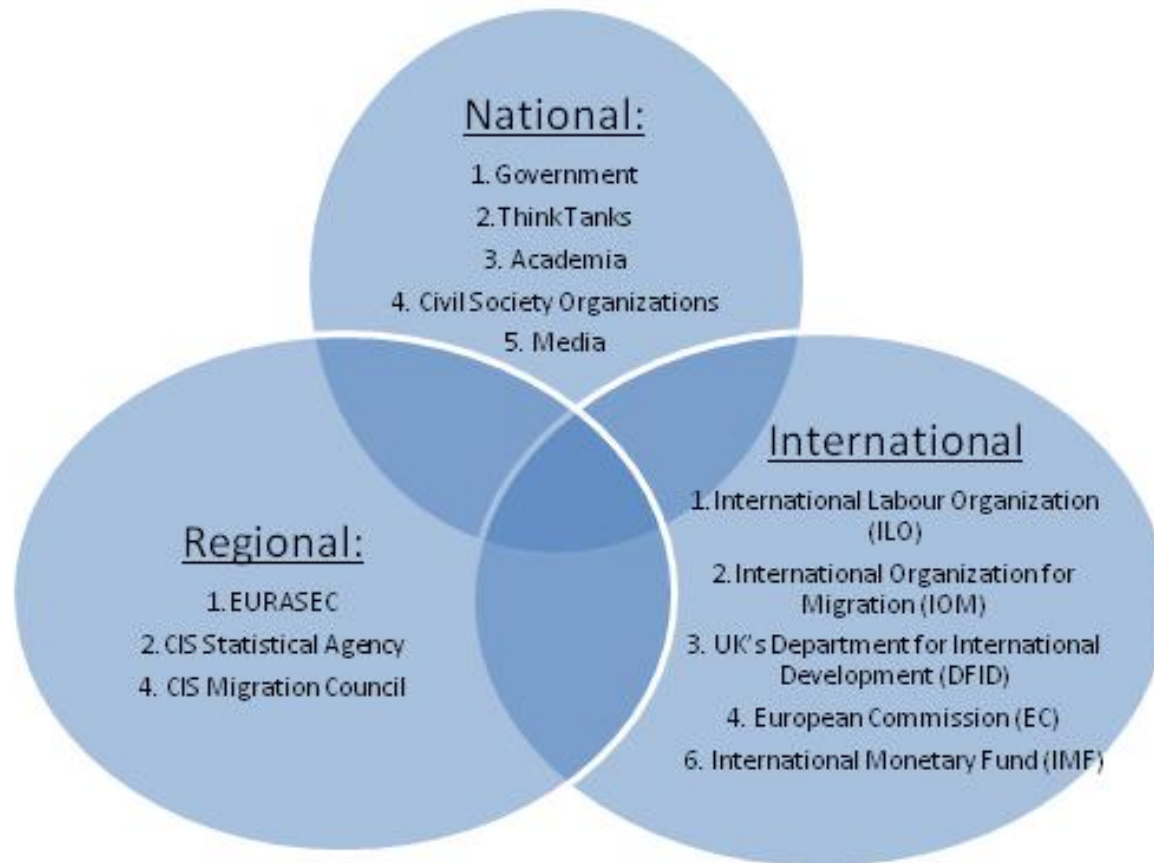 National:
1. Government
2. Think Tanks
3. Academia
4. Civil Society Organizations
5. Media
International
1. International Labour Organization
(ILO)
2. International Organization for
Migration (IOM)
3. UK's Department for International
Development (DFID)
4. European Commission (EC)
6. International Monetary Fund (IMF)
Regional:
1. EURASEC
2. CIS Statistical Agency
4. CIS Migration Council